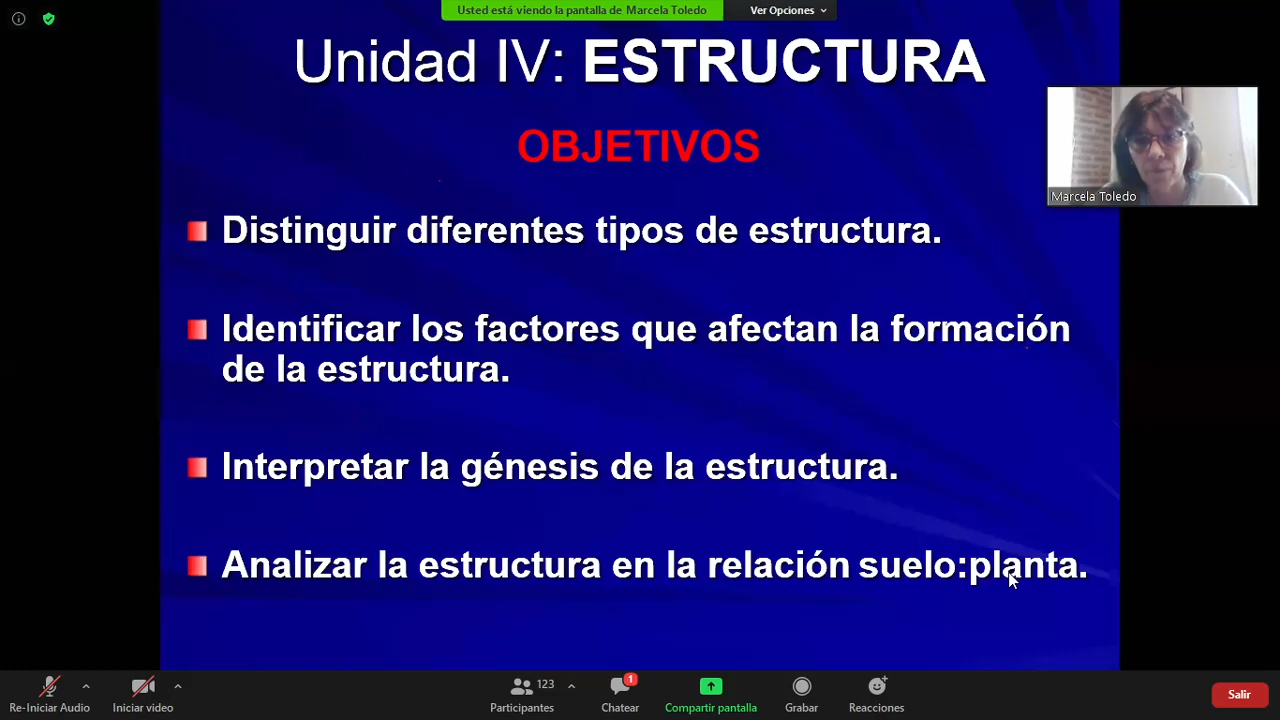 Usted está viendo la pantalla de Marcela Toledo
Ver Opciones
Unidad IV: ESTRUCTURA
OBJETIVOS
Marcela Toledo
Distinguir diferentes tipos de estructura.
Identificar los factores que afectan la formación
de la estructura.
Interpretar la génesis de la estructura.
Analizar la estructura en la relación suelo:planta.
Re-Iniciar Audio
Iniciar video
123
Participantes
1
Chatear
Compartir pantalla
Grabar
Reacciones
Salir